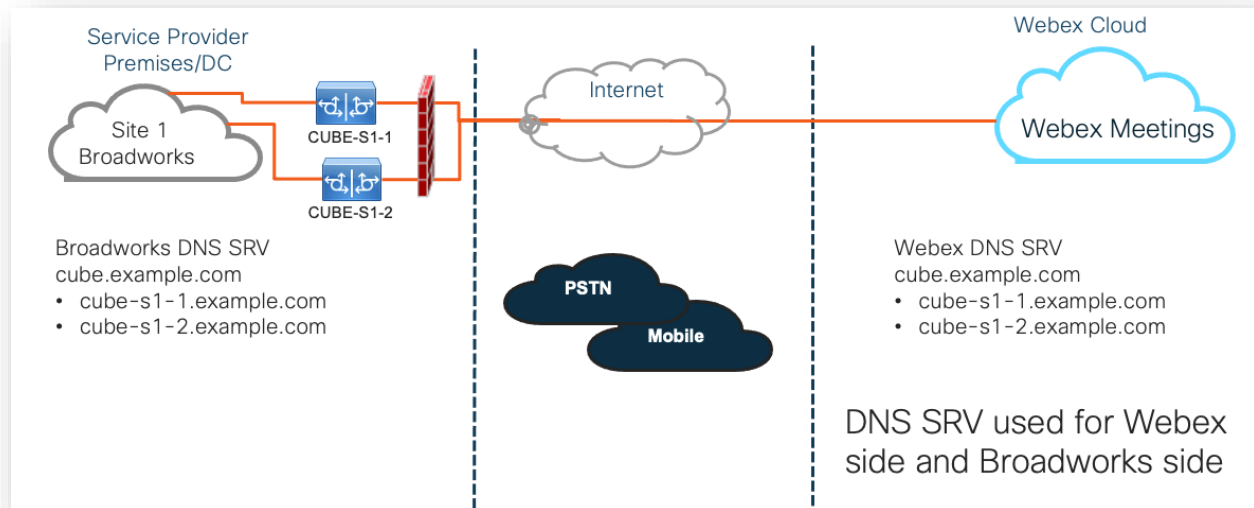 Service Provider
Premises/DC
Webex Cloud
Site 1
Broadworks
CUBE-S1-1
CUBE-S1-2
Internet
Webex Meetings
Broadworks DNS SRV
cube.example.com
• cube-s1-1.example.com
• cube-s1-2.example.com
PSTN
Mobile
Webex DNS SRV
cube.example.com
• cube-s1-1.example.com
• cube-s1-2.example.com
DNS SRV used for Webex
side and Broadworks side